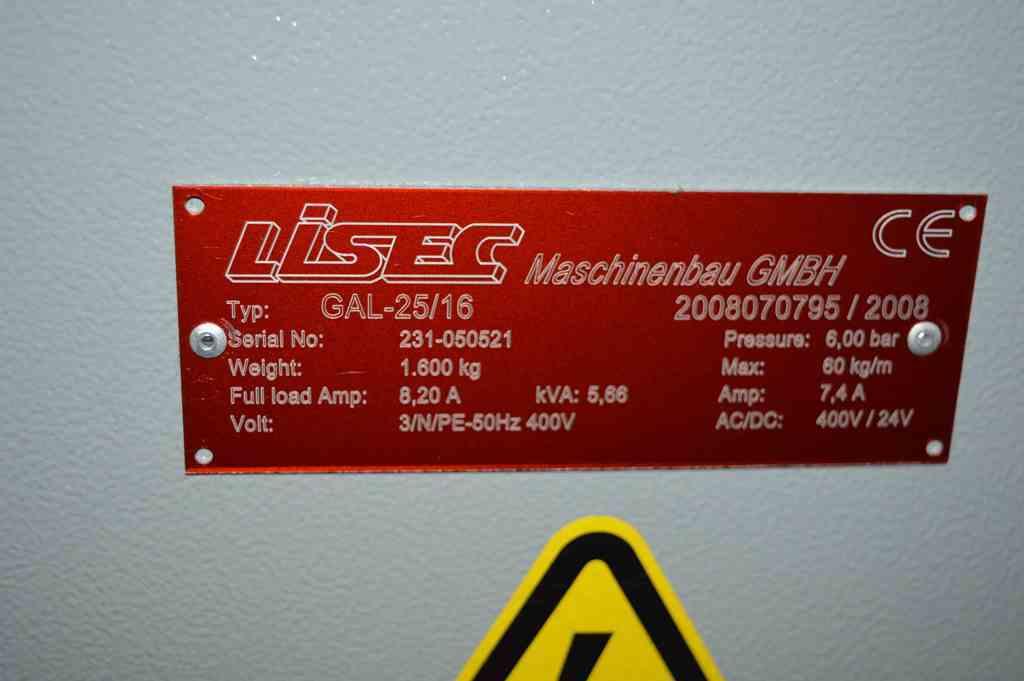 LISEC Maschinenbau GMBH CE
Typ: GAL-25/16 2008070795 / 2008
Serial No: 231-050521 Pressure: 6,00 bar
Weight: 1.600 kg Max: 60 kg/m
Full load Amp: 8,20 A kVA: 5,66 Amp: 7,4 A
Volt: 3/N/PE-50Hz 400V AC/DC: 400V / 24V